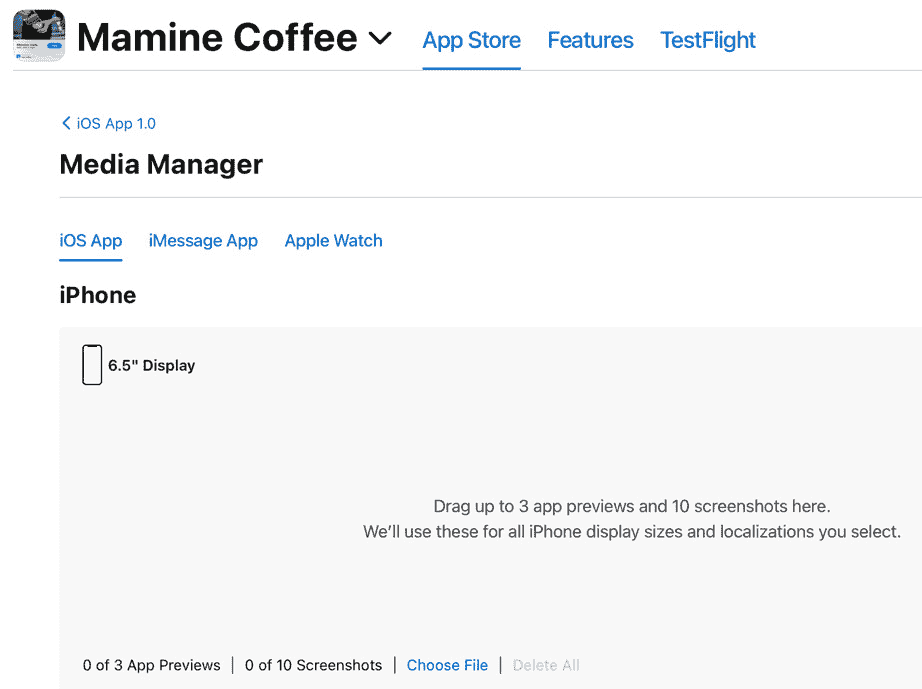 Mamine Coffee
App Store Features TestFlight
iOS App 1.0
Media Manager
iOS App iMessage App Apple Watch
iPhone
6.5" Display
Drag up to 3 app previews and 10 screenshots here.
We’ll use these for all iPhone display sizes and localizations you select.
0 of 3 App Previews | 0 of 10 Screenshots | Choose File | Delete All